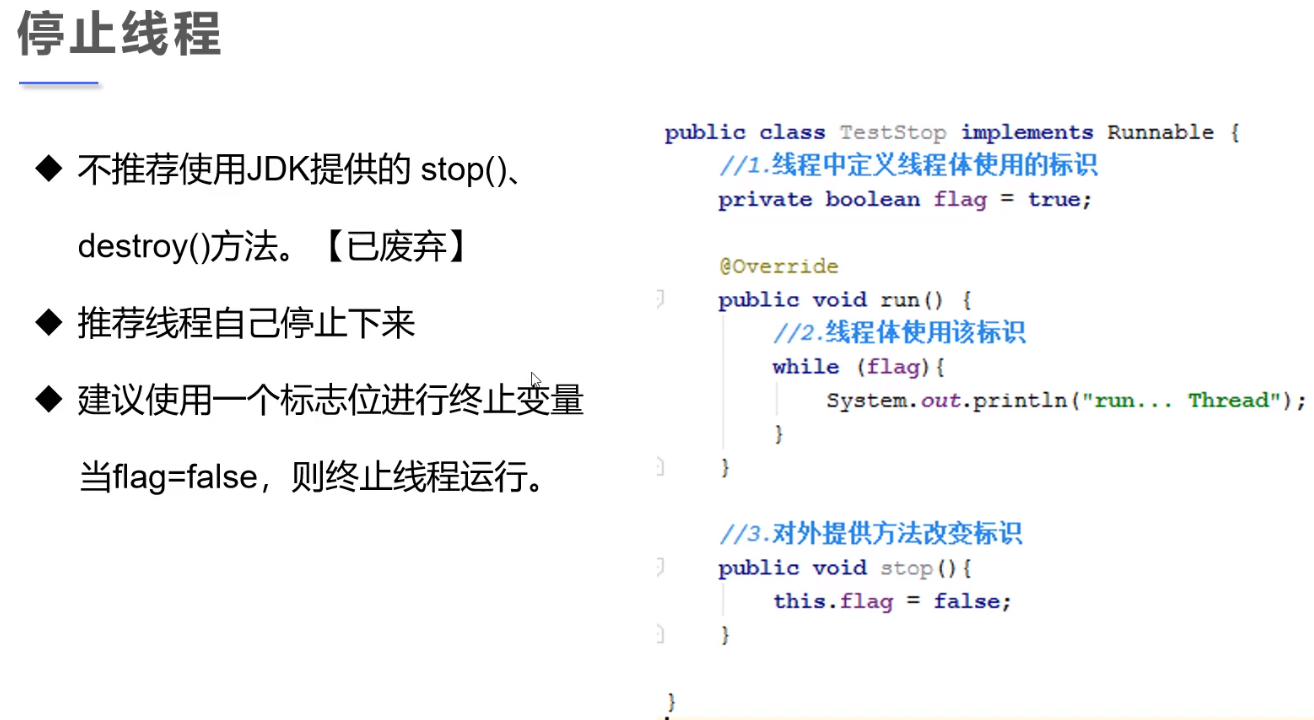 停止线程
◆ 不推荐使用JDK提供的 stop()、
destroy()方法。【已废弃】
◆ 推荐线程自己停止下来
◆ 建议使用一个标志位进行终止变量
当flag=false，则终止线程运行。
public class TestStop implements Runnable {
//1.线程中定义线程体使用的标识
private boolean flag = true;
@Override
public void run() {
//2.线程体使用该标识
while (flag){
System.out.println("run... Thread");
}
}
//3.对外提供方法改变标识
public void stop(){
this.flag = false;
}
}